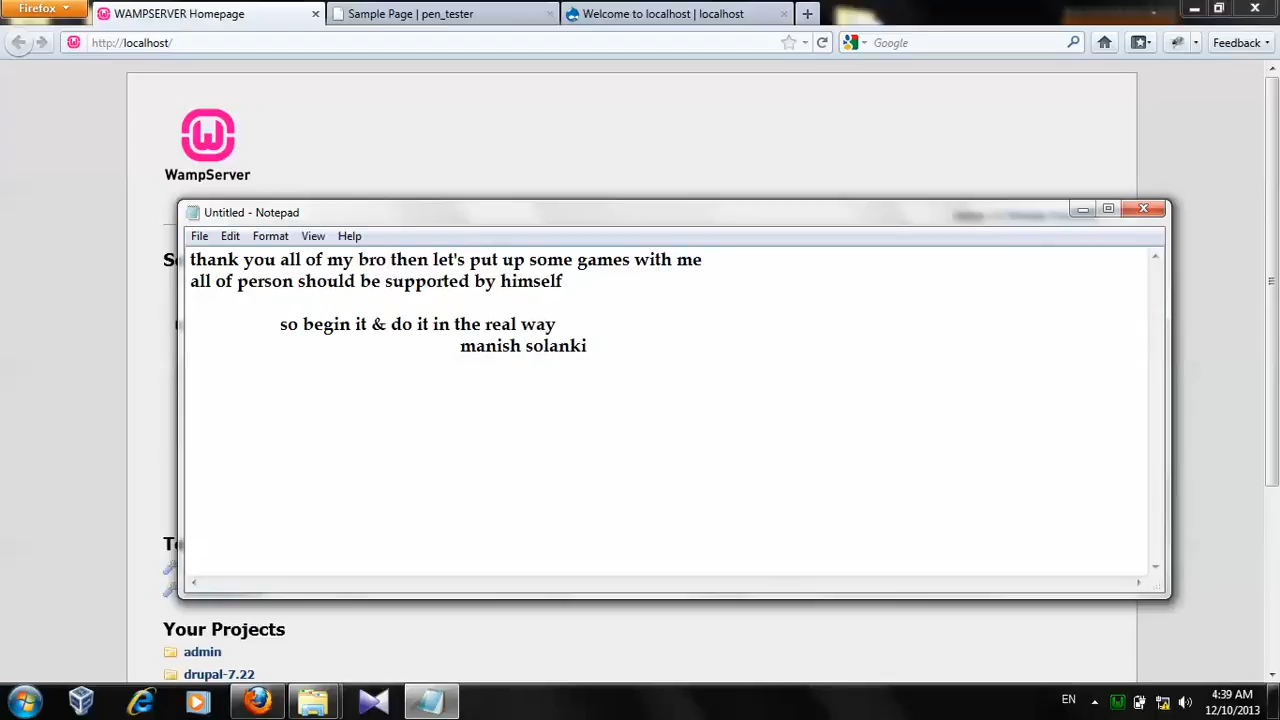 Firefox
WAMPSERVER Homepage
Sample Page | pen_tester
Welcome to localhost | localhost
http://localhost/
Google
Feedback
WampServer
Untitled - Notepad
File Edit Format View Help
thank you all of my bro then let's put up some games with me
all of person should be supported by himself
so begin it & do it in the real way
manish solanki
Your Projects
admin
drupal-7.22
EN
4:39 AM
12/10/2013